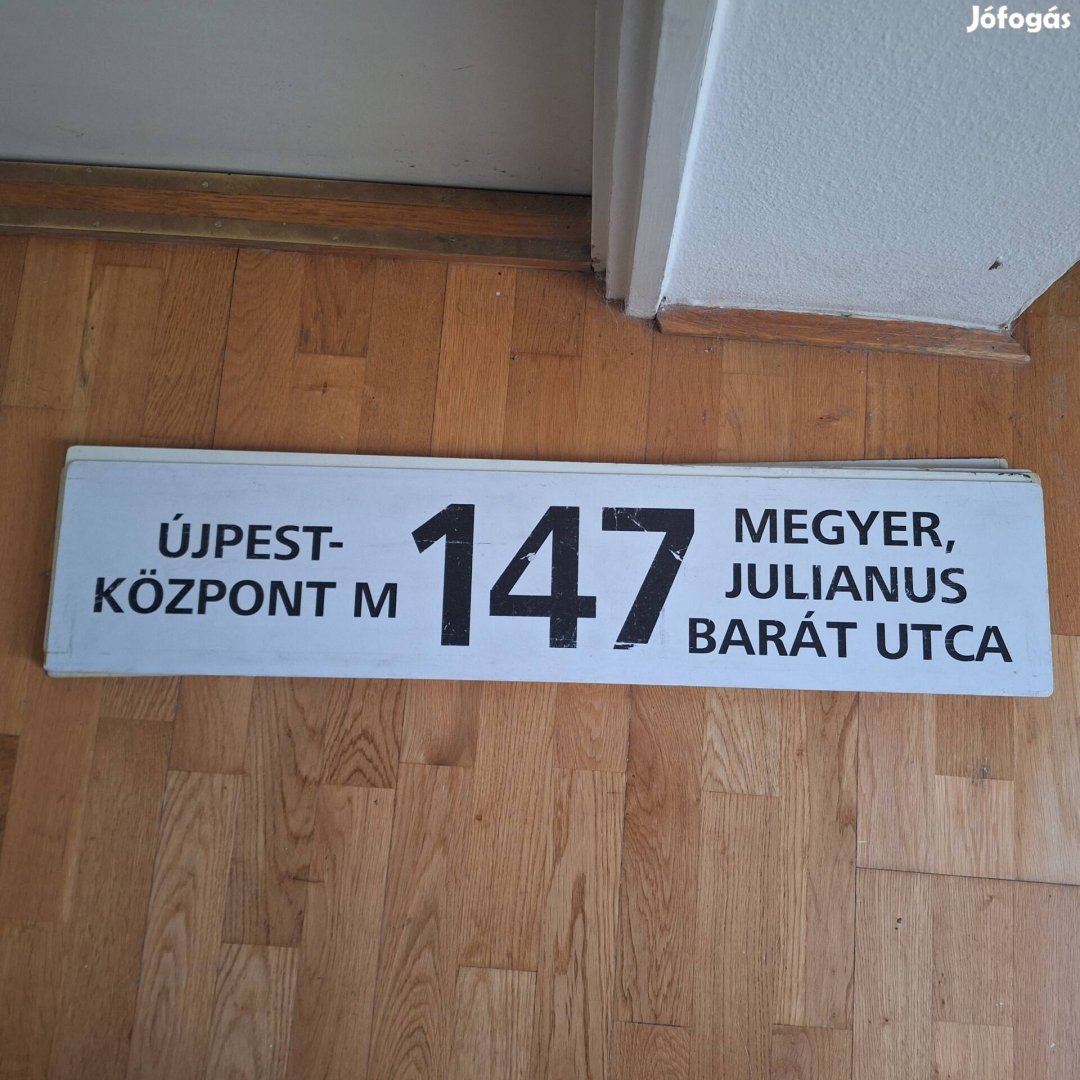 Jófogás
ÚJPEST-
KÖZPONT M
147
MEGYER,
JULIANUS
BARÁT UTCA